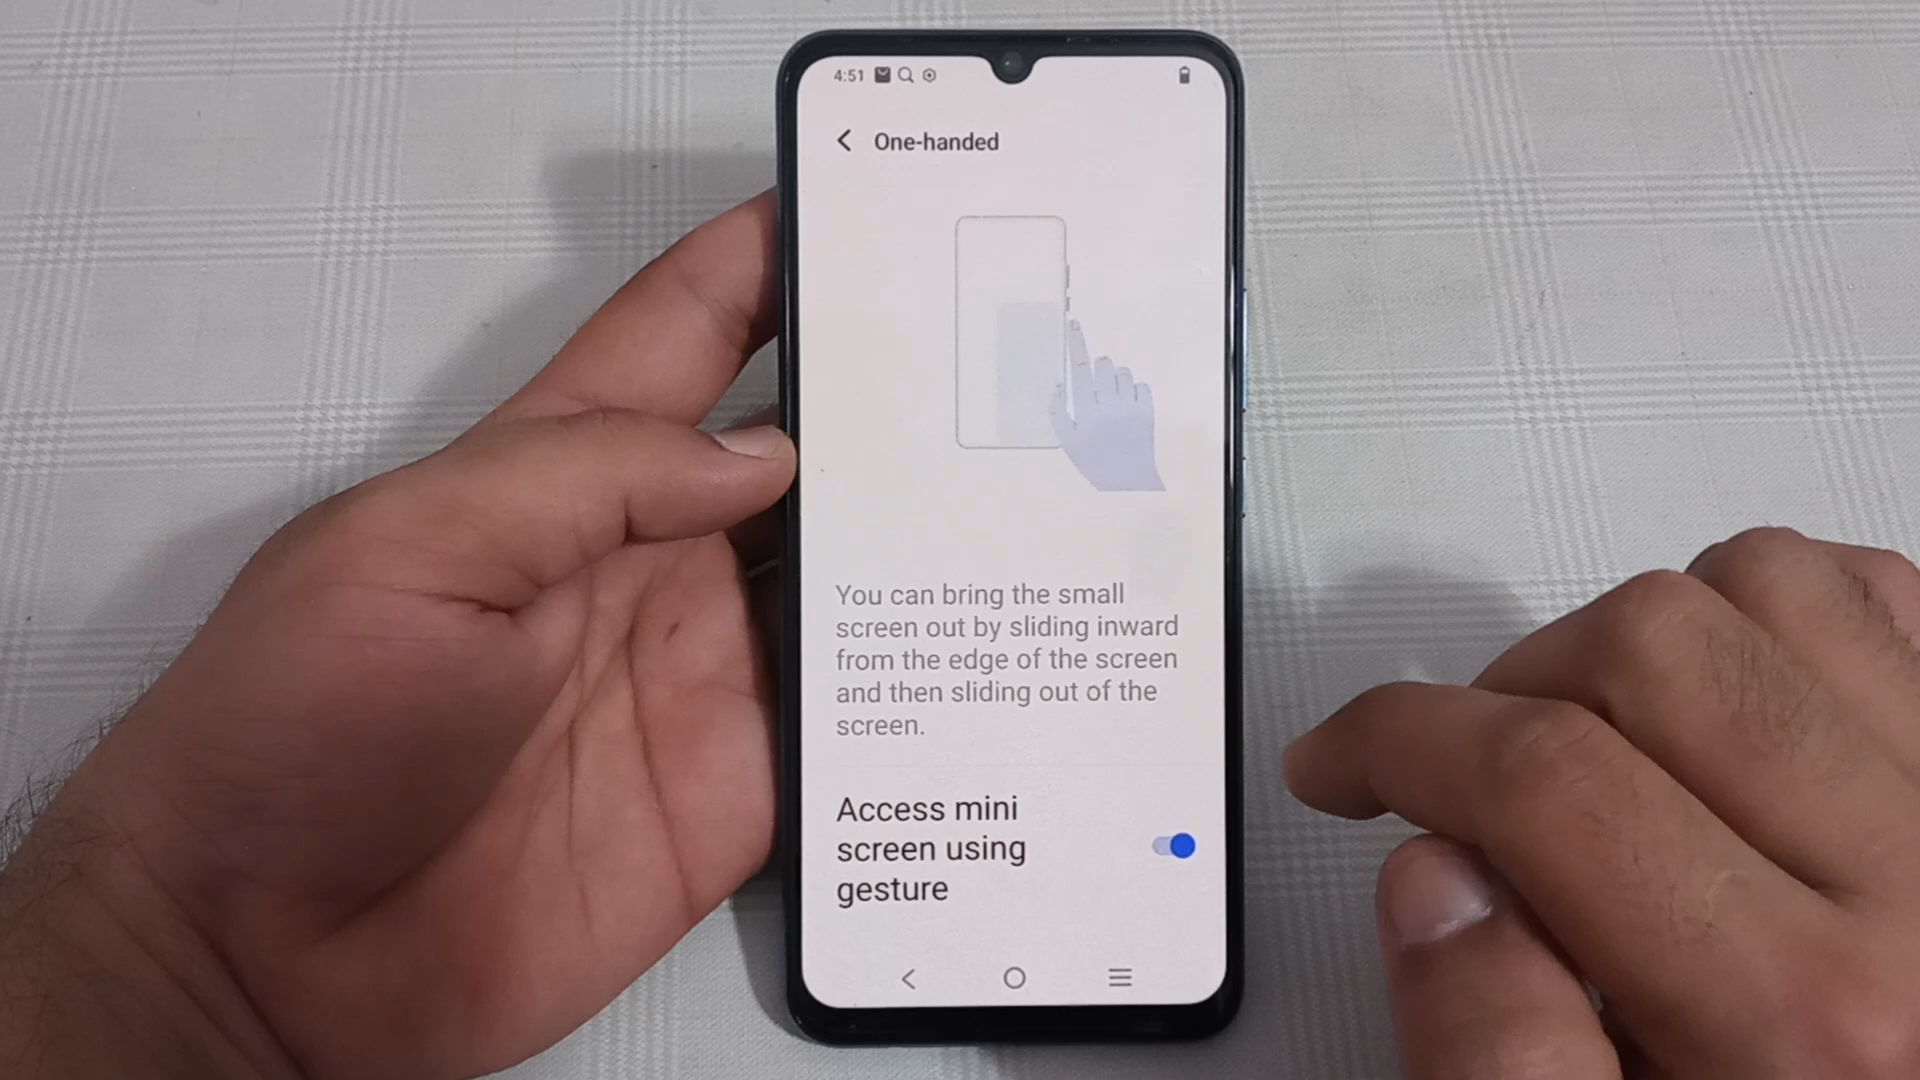 4:51
One-handed
You can bring the small
screen out by sliding inward
from the edge of the screen
and then sliding out of the
screen.
Access mini
screen using
gesture